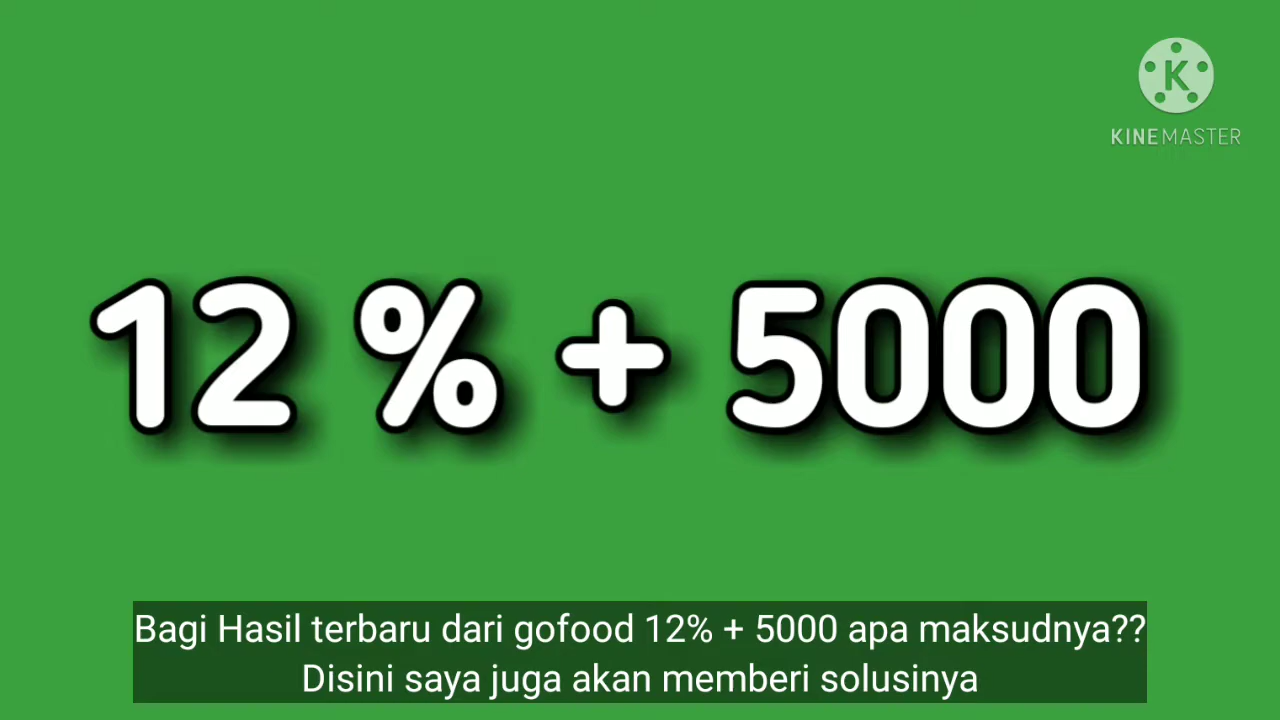 K
KINEMASTER
12 % + 5000
Bagi Hasil terbaru dari gofood 12% + 5000 apa maksudnya??
Disini saya juga akan memberi solusinya